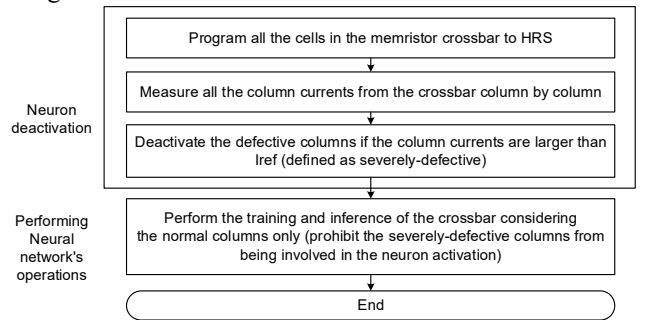 Program all the cells in the memristor crossbar to HRS
Measure all the column currents from the crossbar column by column
Neuron
deactivation
Deactivate the defective columns if the column currents are larger than
Iref (defined as severely-defective)
Performing
Neural
network's
operations
Perform the training and inference of the crossbar considering
the normal columns only (prohibit the severely-defective columns from
being involved in the neuron activation)
End